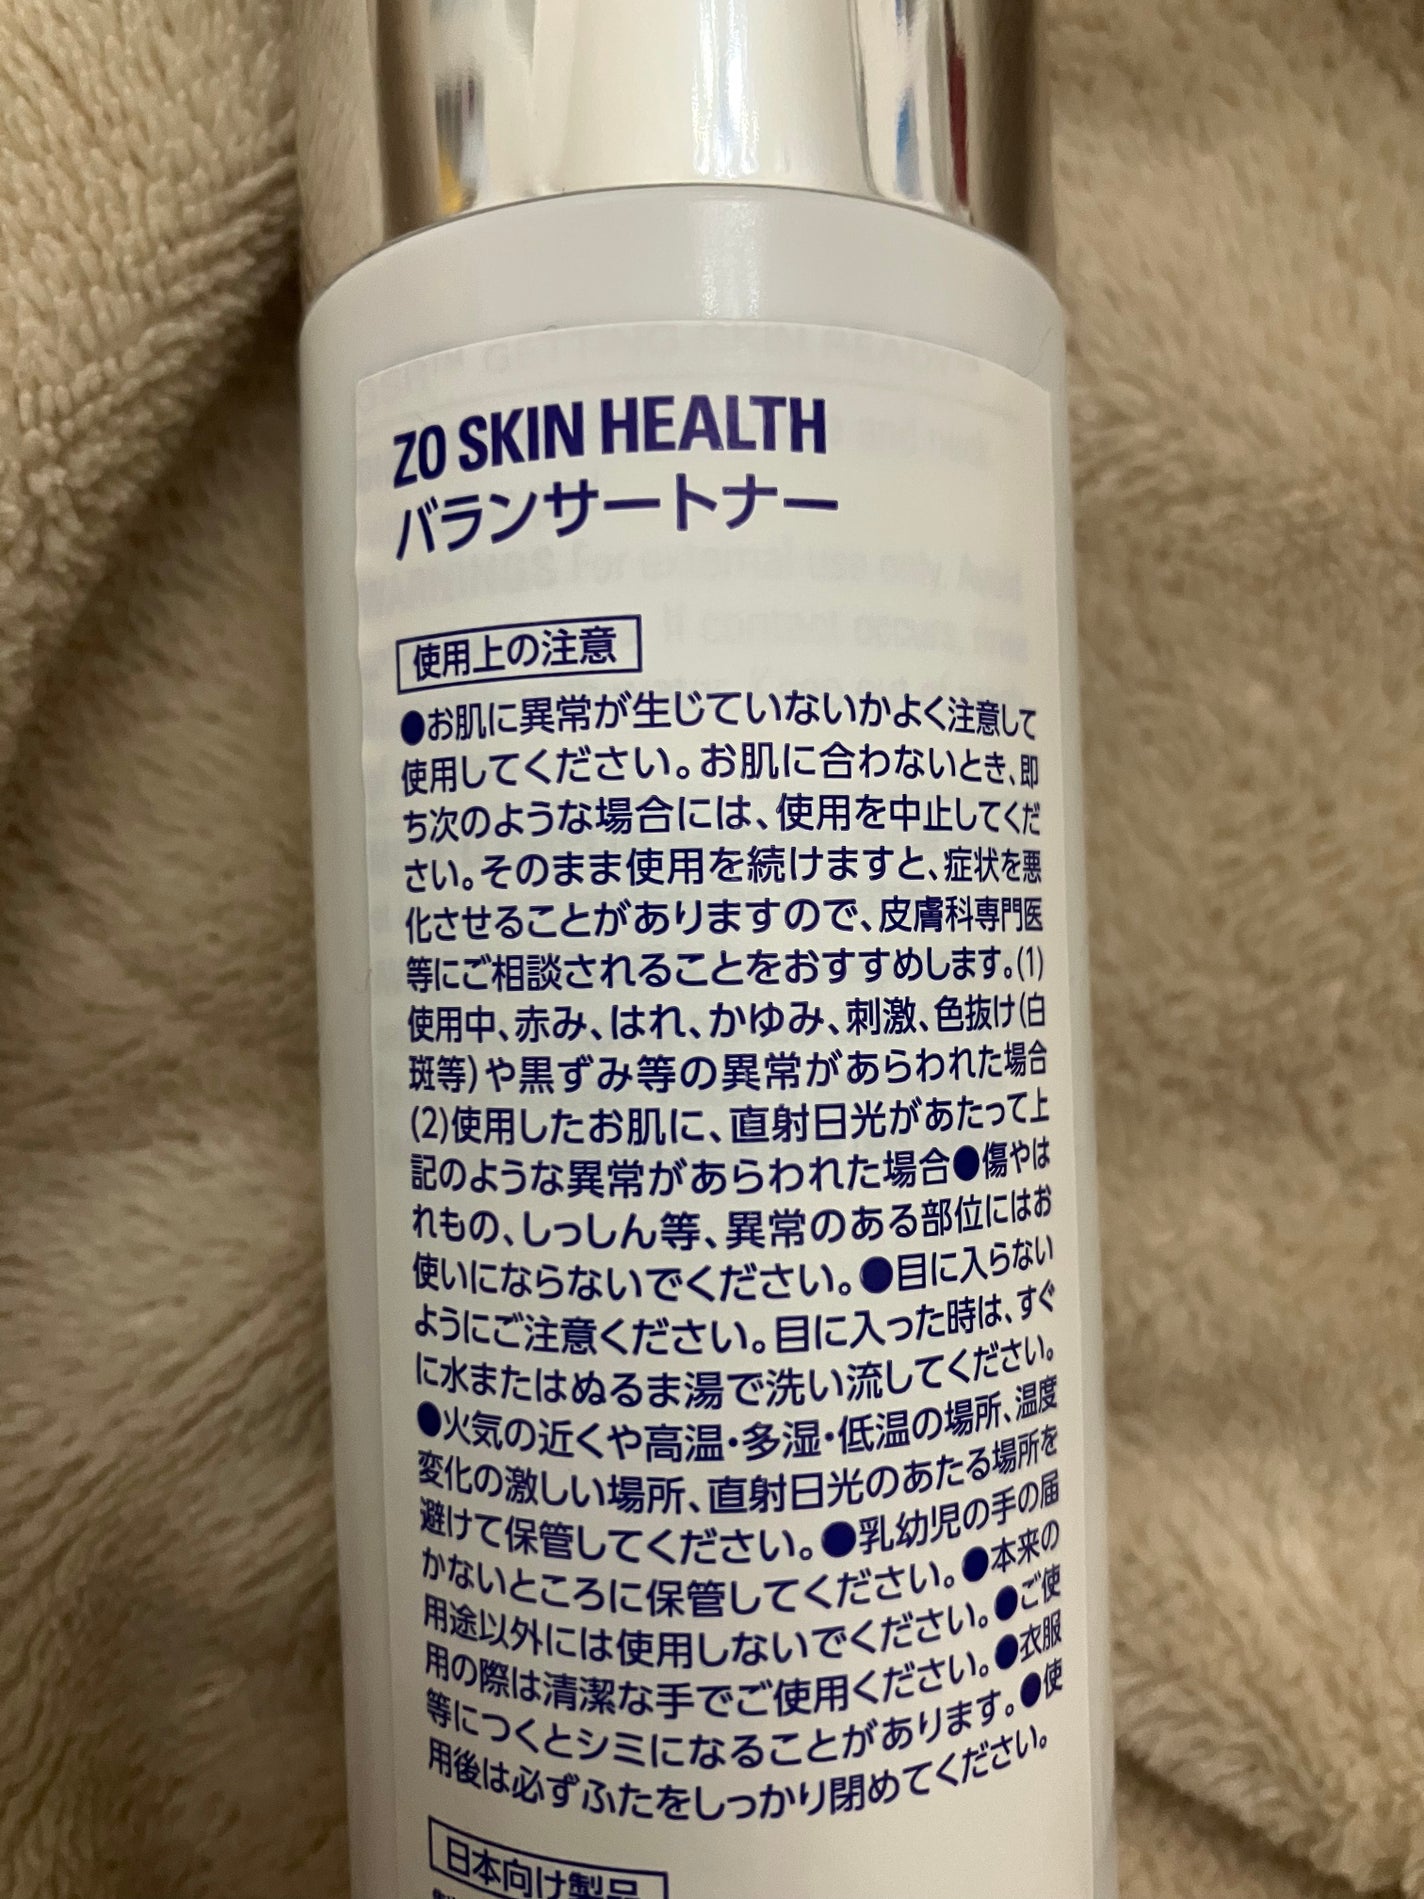 ZO SKIN HEALTH
バランサートナー
使用上の注意
●お肌に異常が生じていないかよく注意して
使用してください。お肌に合わないとき、即
ち次のような場合には、使用を中止してくだ
さい。そのまま使用を続けますと、症状を悪
化させることがありますので、皮膚科専門医
等にご相談されることをおすすめします。(1)
使用中、赤み、はれ、かゆみ、刺激、色抜け(白
斑等)や黒ずみ等の異常があらわれた場合
(2)使用したお肌に、直射日光があたって上
記のような異常があらわれた場合●傷やは
れもの、しっしん等、異常のある部位にはお
使いにならないでください。●目に入らない
ようにご注意ください。目に入った時は、すぐ
に水またはぬるま湯で洗い流してください。
●火気の近くや高温・多湿・低温の場所、温度
変化の激しい場所、直射日光のあたる場所を
避けて保管してください。●乳幼児の手の届
かないところに保管してください。●本来の
用途以外には使用しないでください。●ご使
用の際は清潔な手でご使用ください。●衣服
等につくとシミになることがあります。●使
用後は必ずふたをしっかり閉めてください。
日本向け製品